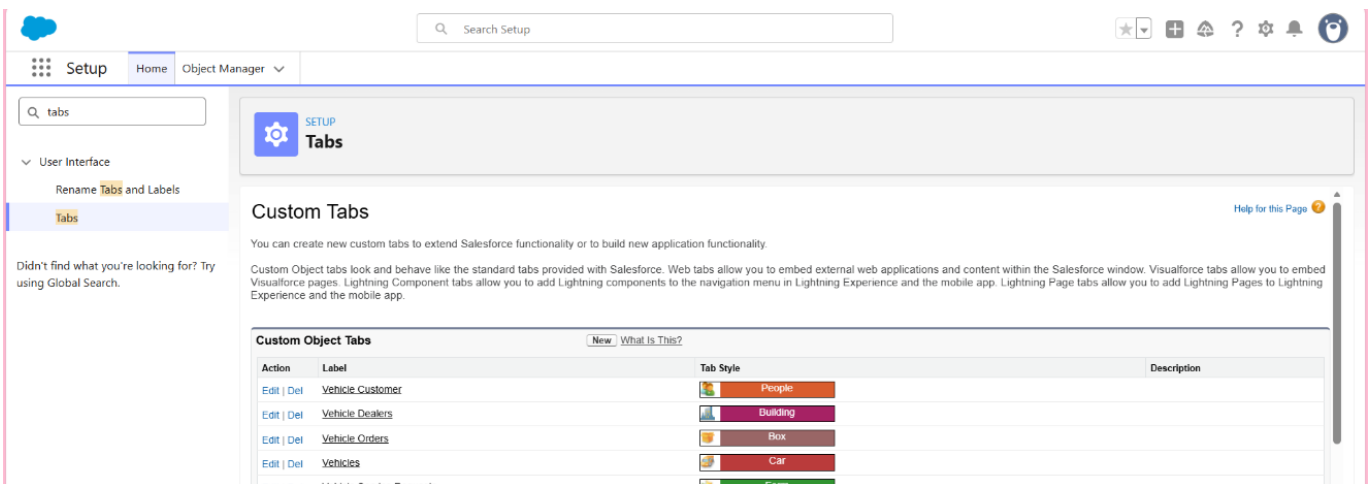 Search Setup
Setup
Home
Object Manager
tabs
User Interface
Rename Tabs and Labels
Tabs
Didn't find what you're looking for? Try
using Global Search.
SETUP
Tabs
Custom Tabs
Help for this Page
You can create new custom tabs to extend Salesforce functionality or to build new application functionality.
Custom Object tabs look and behave like the standard tabs provided with Salesforce. Web tabs allow you to embed external web applications and content within the Salesforce window. Visualforce tabs allow you to embed
Visualforce pages. Lightning Component tabs allow you to add Lightning components to the navigation menu in Lightning Experience and the mobile app. Lightning Page tabs allow you to add Lightning Pages to Lightning
Experience and the mobile app.
Custom Object Tabs New What Is This?
Action Label Tab Style Description
Edit | Del Vehicle Customer People
Edit | Del Vehicle Dealers Building
Edit | Del Vehicle Orders Box
Edit | Del Vehicles Car